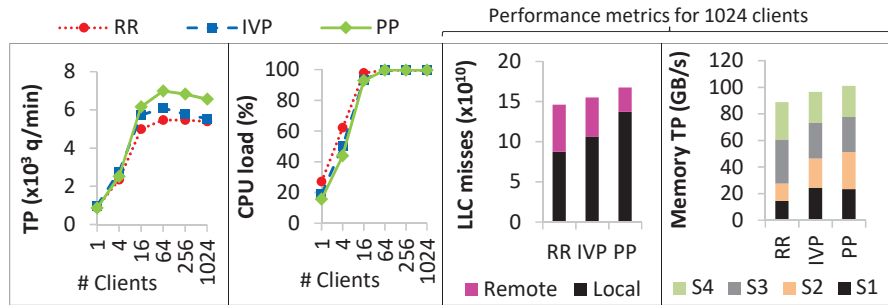 RR IVP PP
Performance metrics for 1024 clients
TP (x10³ q/min)
8
6
4
2
0
1 4 16 64 256 1024
# Clients
CPU load (%)
100
80
60
40
20
0
1 4 16 64 256 1024
# Clients
LLC misses (x10¹⁰)
20
15
10
5
0
RR IVP PP
Remote Local
Memory TP (GB/s)
120
100
80
60
40
20
0
RR IVP PP
S4 S3 S2 S1